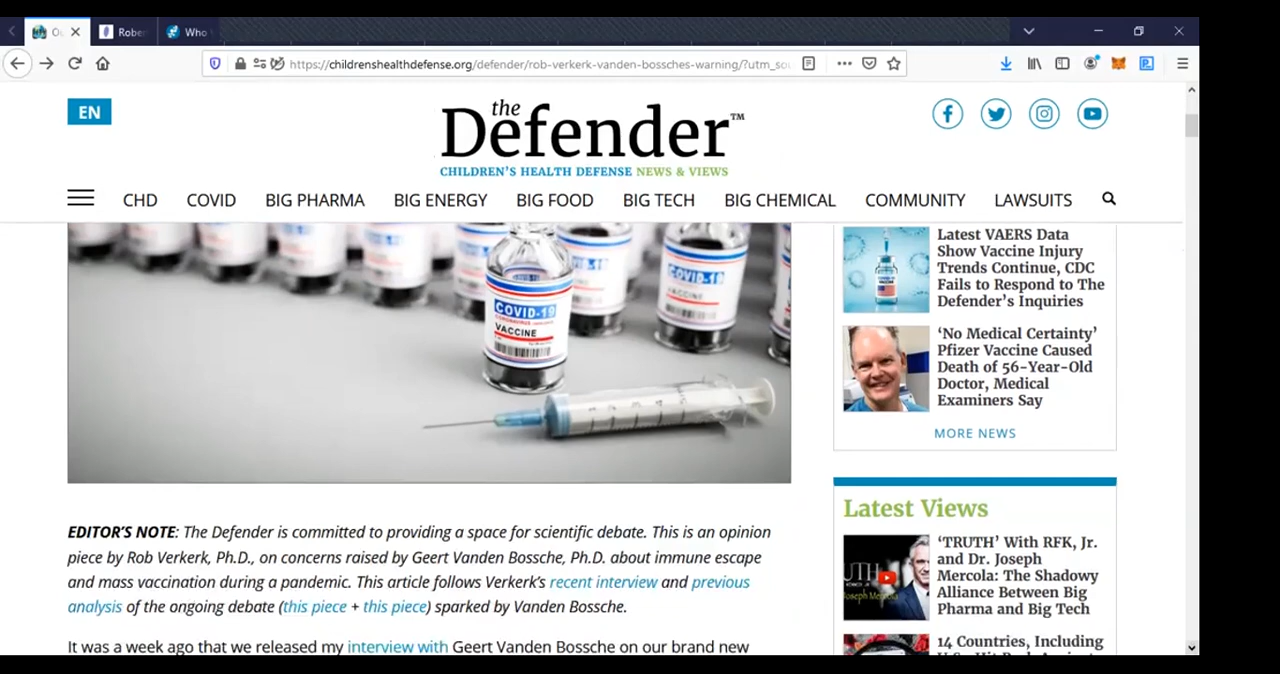 Robe
Who
https://childrenshealthdefense.org/defender/rob-verkerk-vanden-bossches-warning/?utm_so
EN
the
Defender™
CHILDREN'S HEALTH DEFENSE NEWS & VIEWS
CHD COVID BIG PHARMA BIG ENERGY BIG FOOD BIG TECH BIG CHEMICAL COMMUNITY LAWSUITS
COVID-19
VACCINE
COVID-19
VACCINE
EDITOR'S NOTE: The Defender is committed to providing a space for scientific debate. This is an opinion
piece by Rob Verkerk, Ph.D., on concerns raised by Geert Vanden Bossche, Ph.D. about immune escape
and mass vaccination during a pandemic. This article follows Verkerk's recent interview and previous
analysis of the ongoing debate (this piece + this piece) sparked by Vanden Bossche.
It was a week ago that we released my interview with Geert Vanden Bossche on our brand new
Latest VAERS Data
Show Vaccine Injury
Trends Continue, CDC
Fails to Respond to The
Defender's Inquiries
'No Medical Certainty'
Pfizer Vaccine Caused
Death of 56-Year-Old
Doctor, Medical
Examiners Say
MORE NEWS
Latest Views
'TRUTH' With RFK, Jr.
and Dr. Joseph
Mercola: The Shadowy
Alliance Between Big
Pharma and Big Tech
14 Countries, Including